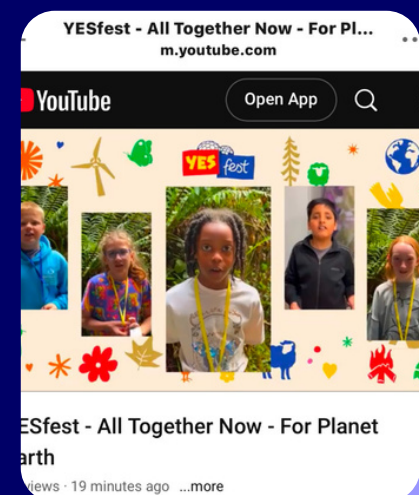 YESfest - All Together Now - For Pl...
m.youtube.com
YouTube
Open App
YES fest
ESfest - All Together Now - For Planet
arth
views · 19 minutes ago ...more